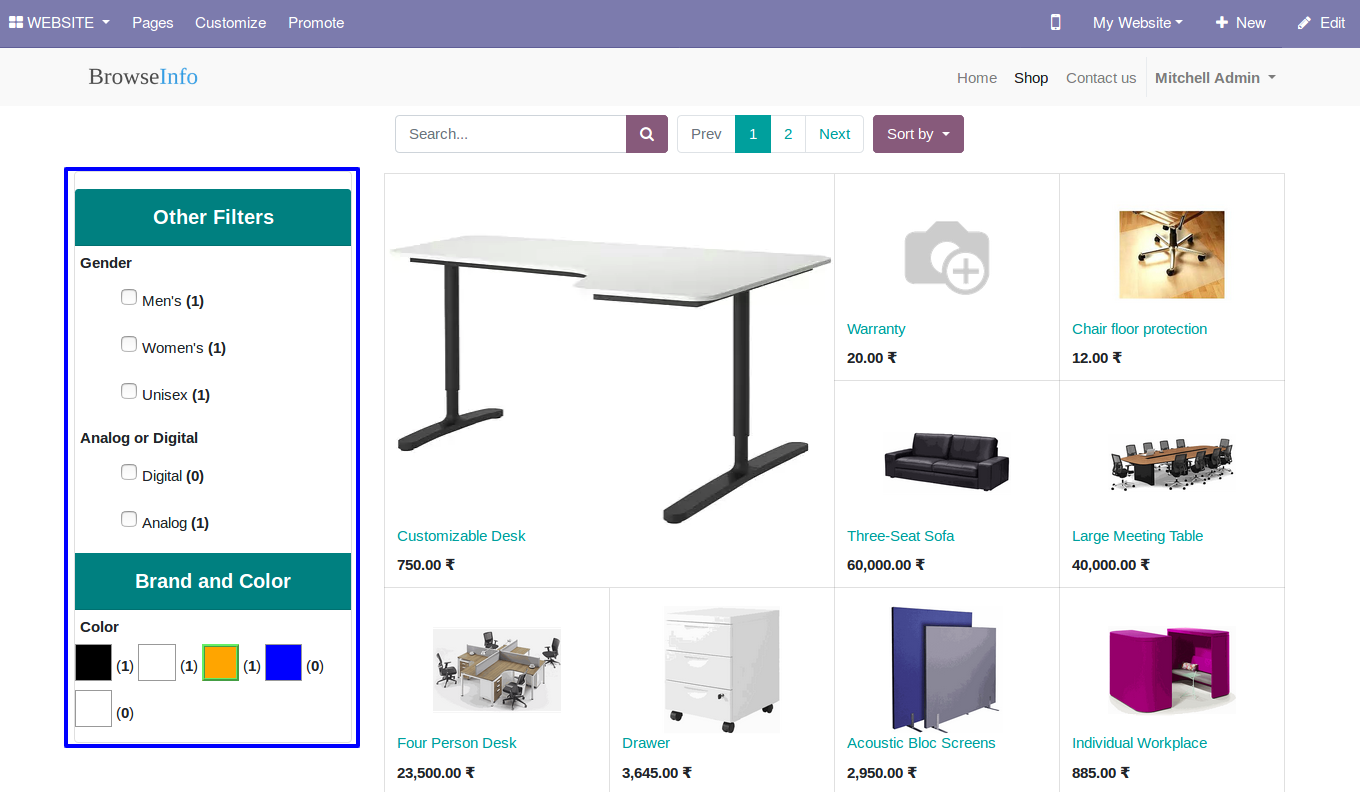 WEBSITE Pages Customize Promote My Website New Edit
BrowseInfo Home Shop Contact us Mitchell Admin
Search... Prev 1 2 Next Sort by
Other Filters
Gender
Men's (1)
Women's (1)
Unisex (1)
Analog or Digital
Digital (0)
Analog (1)
Brand and Color
Color
(1) (1) (1) (0)
(0)
Warranty
20.00 ₹
Chair floor protection
12.00 ₹
Customizable Desk
750.00 ₹
Three-Seat Sofa
60,000.00 ₹
Large Meeting Table
40,000.00 ₹
Four Person Desk
23,500.00 ₹
Drawer
3,645.00 ₹
Acoustic Bloc Screens
2,950.00 ₹
Individual Workplace
885.00 ₹